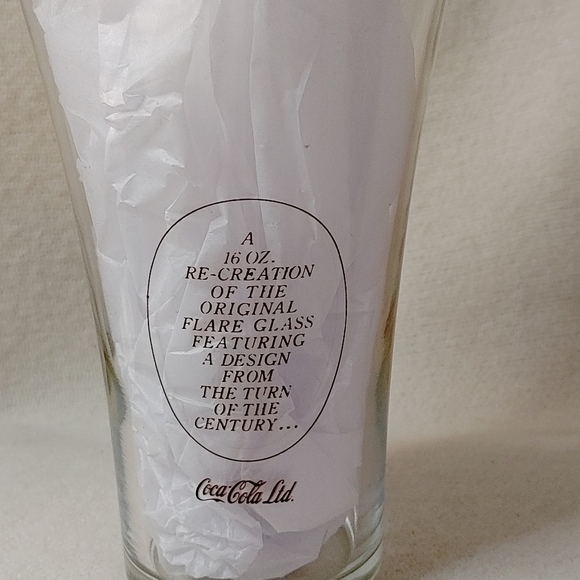 A
16 OZ.
RE-CREATION
OF THE
ORIGINAL
FLARE GLASS
FEATURING
A DESIGN
FROM
THE TURN
OF THE
CENTURY...
Coca-Cola Ltd.